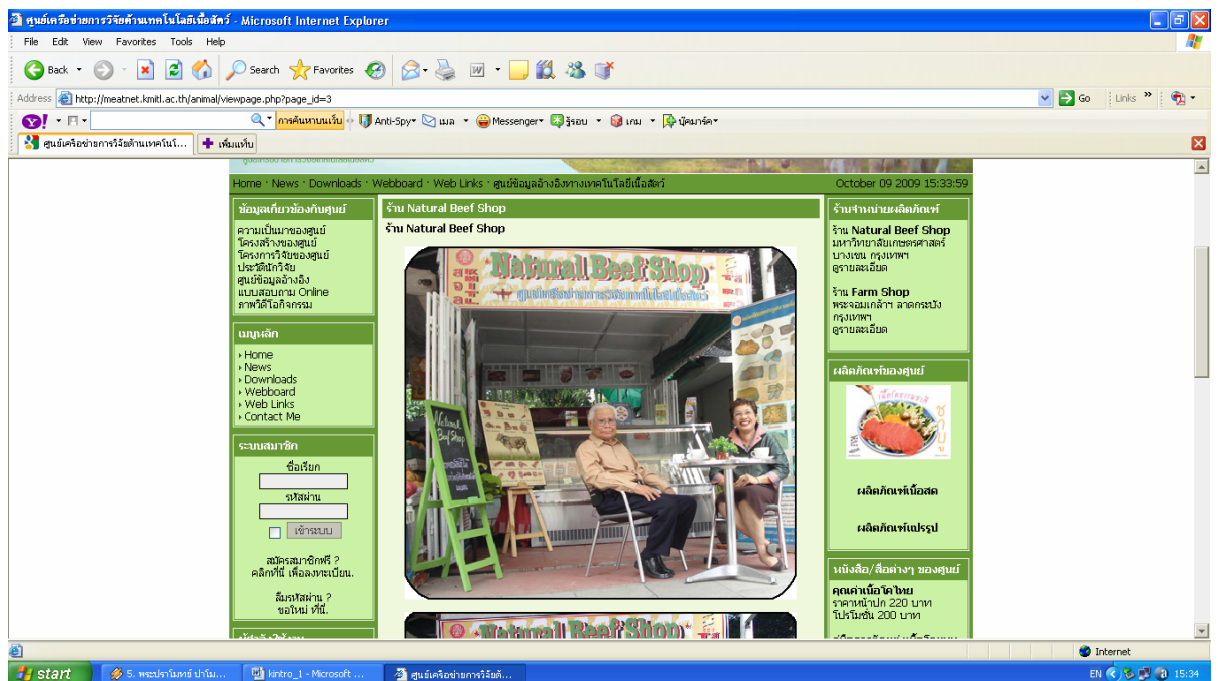 ศูนย์เครือข่ายการวิจัยด้านเทคโนโลยีเนื้อสัตว์ - Microsoft Internet Explorer
File Edit View Favorites Tools Help
Back Search Favorites
Address http://meatnet.kmitl.ac.th/animal/viewpage.php?page_id=3 Go Links
Y! การค้นหาบนเว็บ Anti-Spy เมล Messenger รู้รอบ เกม บุ๊คมาร์ค
ศูนย์เครือข่ายการวิจัยด้านเทคโนโ... เพิ่มแท็บ
Home · News · Downloads · Webboard · Web Links · ศูนย์ข้อมูลอ้างอิงทางเทคโนโลยีเนื้อสัตว์ October 09 2009 15:33:59
ข้อมูลเกี่ยวข้องกับศูนย์
ความเป็นมาของศูนย์
โครงสร้างของศูนย์
โครงการวิจัยของศูนย์
ประวัตินักวิจัย
ศูนย์ข้อมูลอ้างอิง
แบบสอบถาม Online
ภาพวิดีโอกิจกรรม
เมนูหลัก
Home
News
Downloads
Webboard
Web Links
Contact Me
ระบบสมาชิก
ชื่อเรียก
รหัสผ่าน
เข้าระบบ
สมัครสมาชิกฟรี ?
คลิกที่นี่ เพื่อลงทะเบียน.
ลืมรหัสผ่าน ?
ขอใหม่ ที่นี่.
ร้าน Natural Beef Shop
ร้าน Natural Beef Shop
Natural Beef Shop
ศูนย์เครือข่ายการวิจัยเทคโนโลยีเนื้อสัตว์
Natural
Beef Shop
Natural Beef Shop
ร้านจำหน่ายผลิตภัณฑ์
ร้าน Natural Beef Shop
มหาวิทยาลัยเกษตรศาสตร์
บางเขน กรุงเทพฯ
ดูรายละเอียด
ร้าน Farm Shop
พระจอมเกล้าฯ ลาดกระบัง
กรุงเทพฯ
ดูรายละเอียด
ผลิตภัณฑ์ของศูนย์
ผลิตภัณฑ์เนื้อสด
ผลิตภัณฑ์แปรรูป
หนังสือ/สื่อต่างๆ ของศูนย์
คุณค่าเนื้อโคไทย
ราคาหน้าปก 220 บาท
โปรโมชั่น 200 บาท
Internet
start 5. พระปราโมทย์ ปาโม... kintro_1 - Microsoft ... ศูนย์เครือข่ายการวิจัยด้... EN 15:34